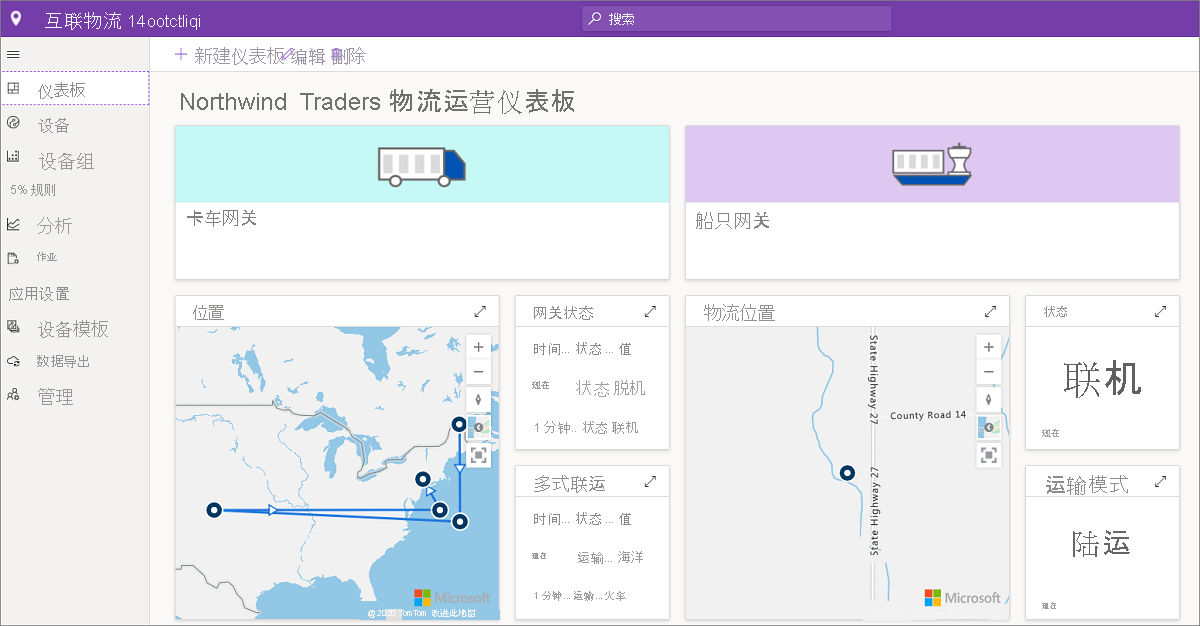 互联物流 14ootctliqi
搜索
新建仪表板 编辑 删除
仪表板
设备
设备组
5% 规则
分析
作业
应用设置
设备模板
数据导出
管理
Northwind Traders 物流运营仪表板
卡车网关
船只网关
位置
Microsoft
@2020 TomTom 改进此地图
网关状态
时间... 状态 ... 值
现在 状态 脱机
1 分钟.. 状态 联机
多式联运
时间... 状态 ... 值
现在 运输... 海洋
1 分钟...运输...火车
物流位置
State Highway 27
County Road 14
State Highway 27
Microsoft
状态
联机
现在
运输模式
陆运
现在